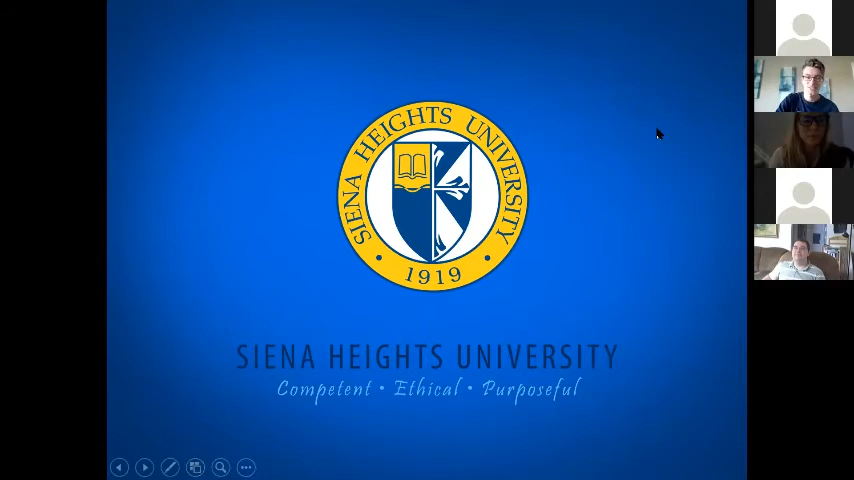 SIENA HEIGHTS UNIVERSITY
1919
SIENA HEIGHTS UNIVERSITY
Competent • Ethical • Purposeful